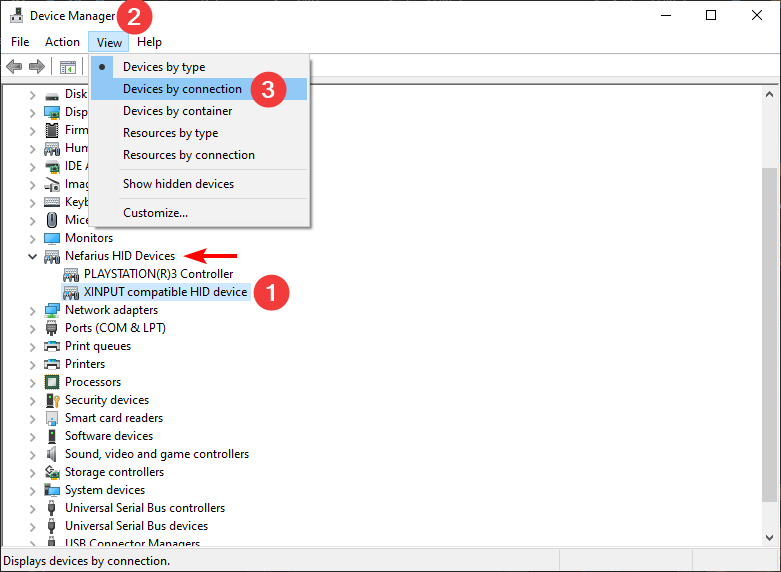 Device Manager
2
File Action View Help
Devices by type
Devices by connection
3
Devices by container
Resources by type
Resources by connection
Show hidden devices
Customize...
Disk
Disp
Firm
Hum
IDE A
Imag
Keyb
Mice
Monitors
Nefarius HID Devices
PLAYSTATION(R)3 Controller
XINPUT compatible HID device
1
Network adapters
Ports (COM & LPT)
Print queues
Printers
Processors
Security devices
Smart card readers
Software devices
Sound, video and game controllers
Storage controllers
System devices
Universal Serial Bus controllers
Universal Serial Bus devices
USB Connector Managers
Displays devices by connection.